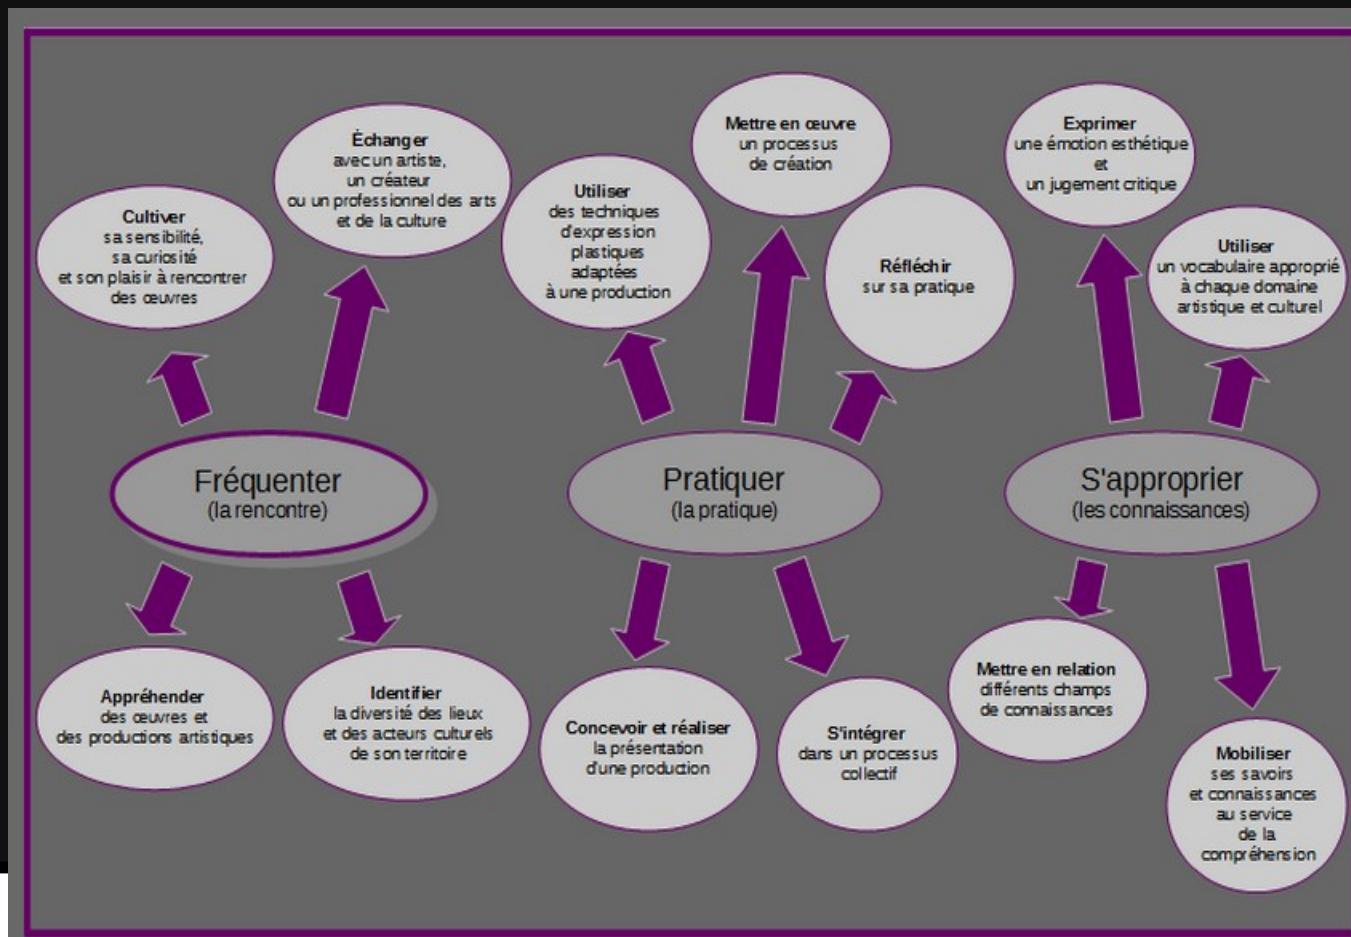 Cultiver
sa sensibilité,
sa curiosité
et son plaisir à rencontrer
des œuvres
Échanger
avec un artiste,
un créateur
ou un professionnel des arts
et de la culture
Fréquenter
(la rencontre)
Appréhender
des œuvres et
des productions artistiques
Identifier
la diversité des lieux
et des acteurs culturels
de son territoire
Utiliser
des techniques
d'expression
plastiques
adaptées
à une production
Mettre en œuvre
un processus
de création
Réfléchir
sur sa pratique
Pratiquer
(la pratique)
Concevoir et réaliser
la présentation
d'une production
S'intégrer
dans un processus
collectif
Exprimer
une émotion esthétique
et
un jugement critique
Utiliser
un vocabulaire approprié
à chaque domaine
artistique et culturel
S'approprier
(les connaissances)
Mettre en relation
différents champs
de connaissances
Mobiliser
ses savoirs
et connaissances
au service
de la
compréhension